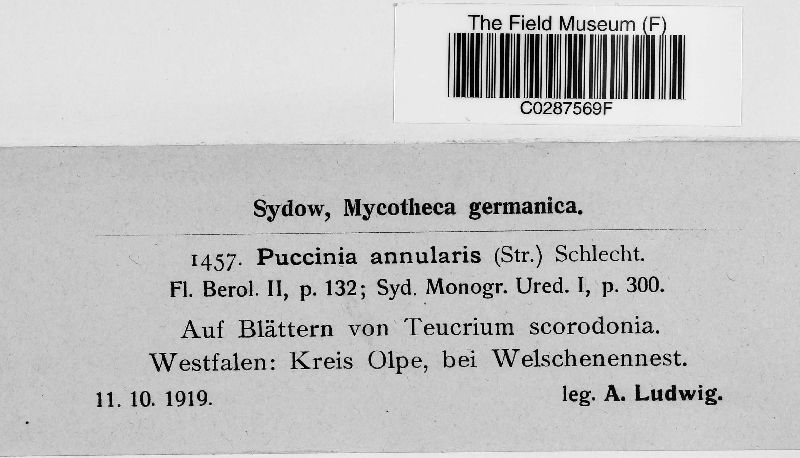 The Field Museum (F)
C0287569F
Sydow, Mycotheca germanica.
1457. Puccinia annularis (Str.) Schlecht.
Fl. Berol. II, p. 132; Syd. Monogr. Ured. I, p. 300.
Auf Blättern von Teucrium scorodonia.
Westfalen: Kreis Olpe, bei Welschenennest.
11. 10. 1919. leg. A. Ludwig.